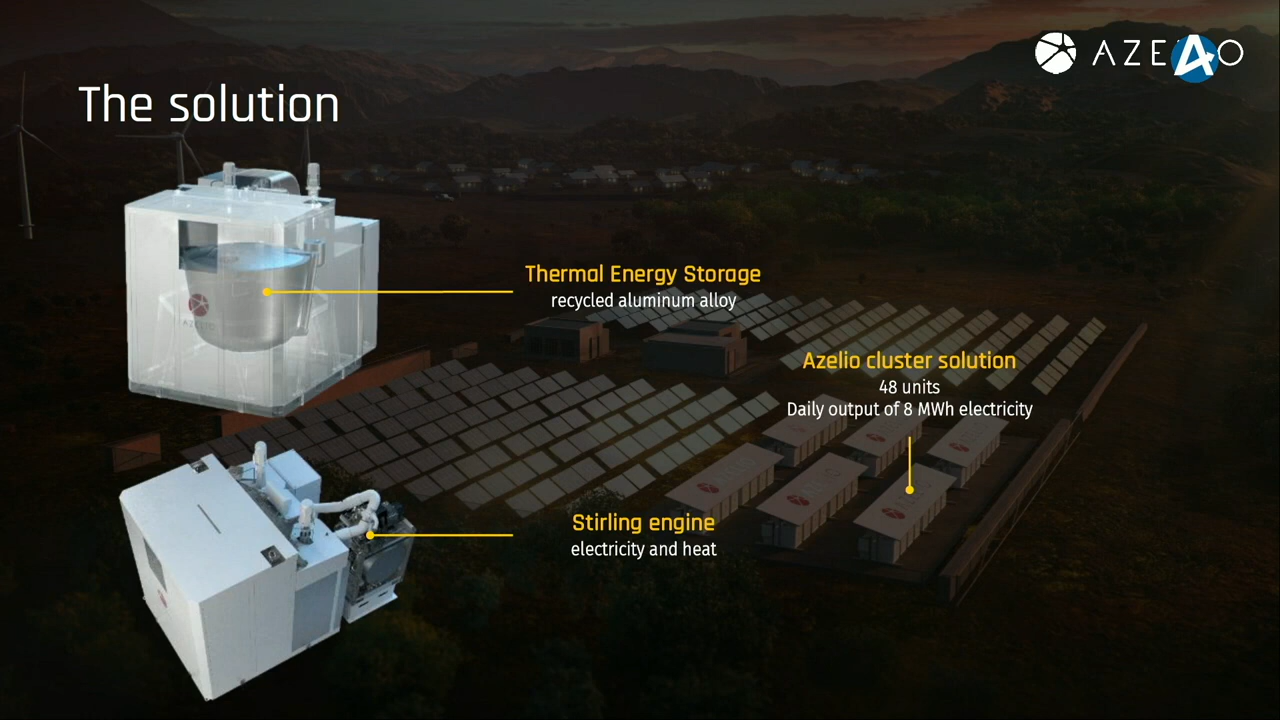 The solution
AZELIO
Thermal Energy Storage
recycled aluminum alloy
Azelio cluster solution
48 units
Daily output of 8 MWh electricity
Stirling engine
electricity and heat
AZELIO